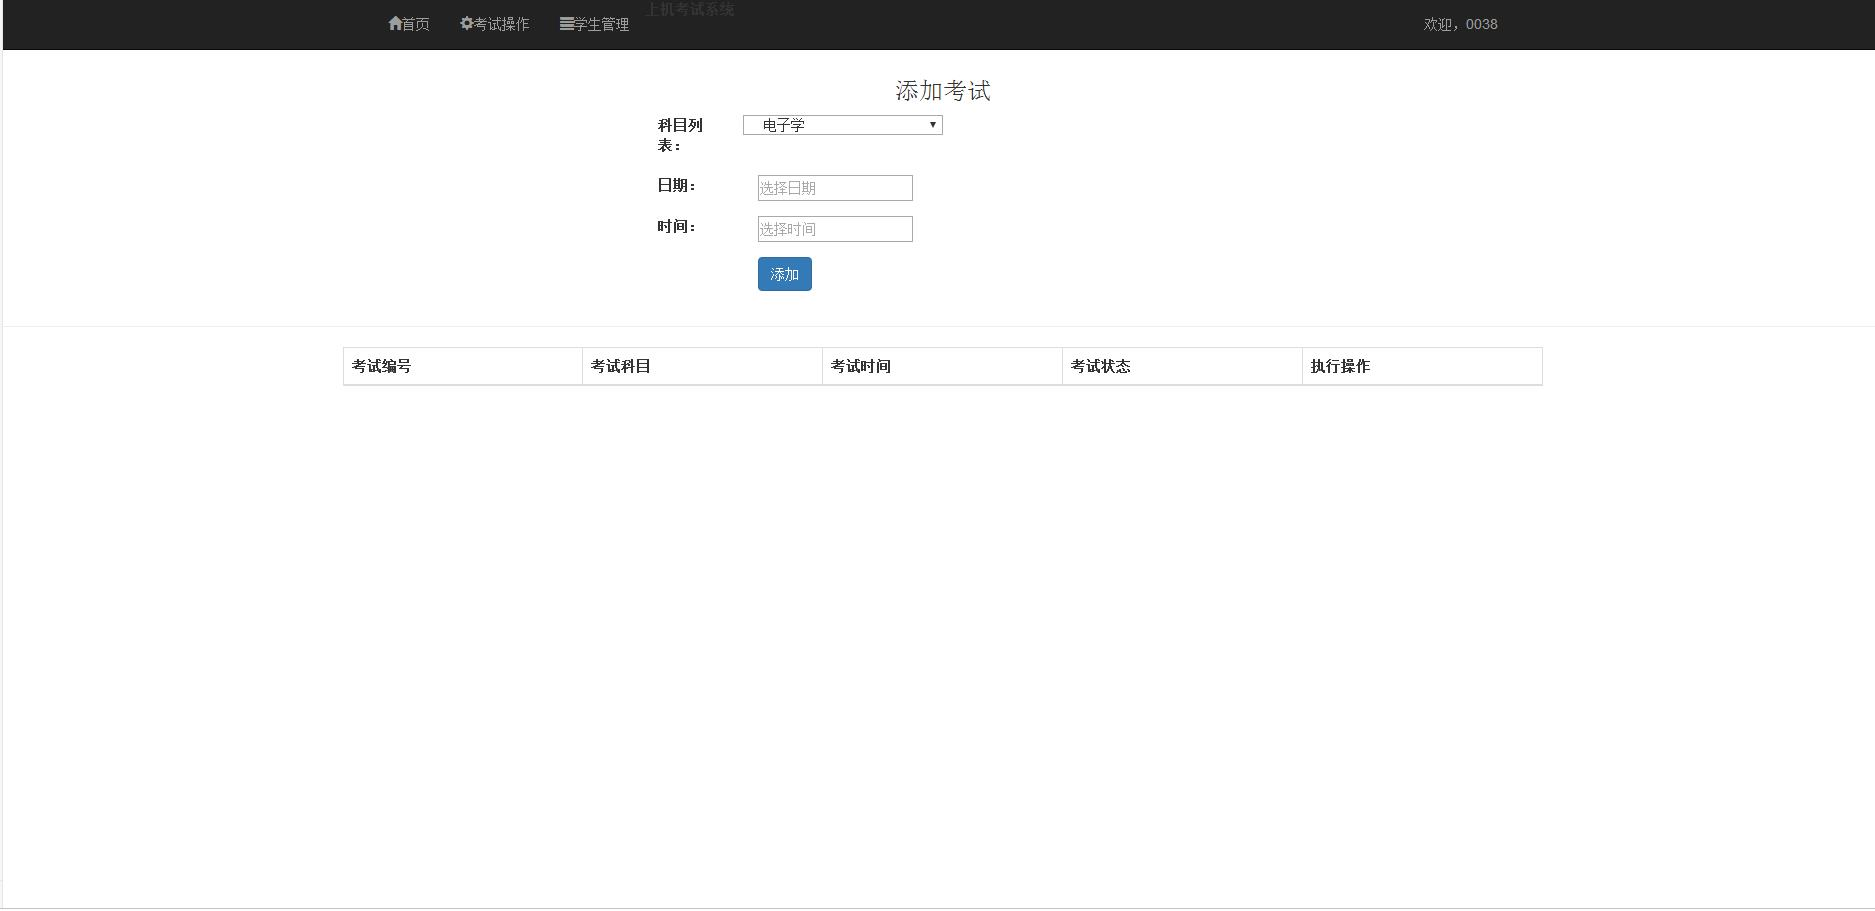 首页 考试操作 学生管理 上机考试系统 欢迎，0038
添加考试
科目列
表：
电子学
日期：
选择日期
时间：
选择时间
添加
考试编号 考试科目 考试时间 考试状态 执行操作